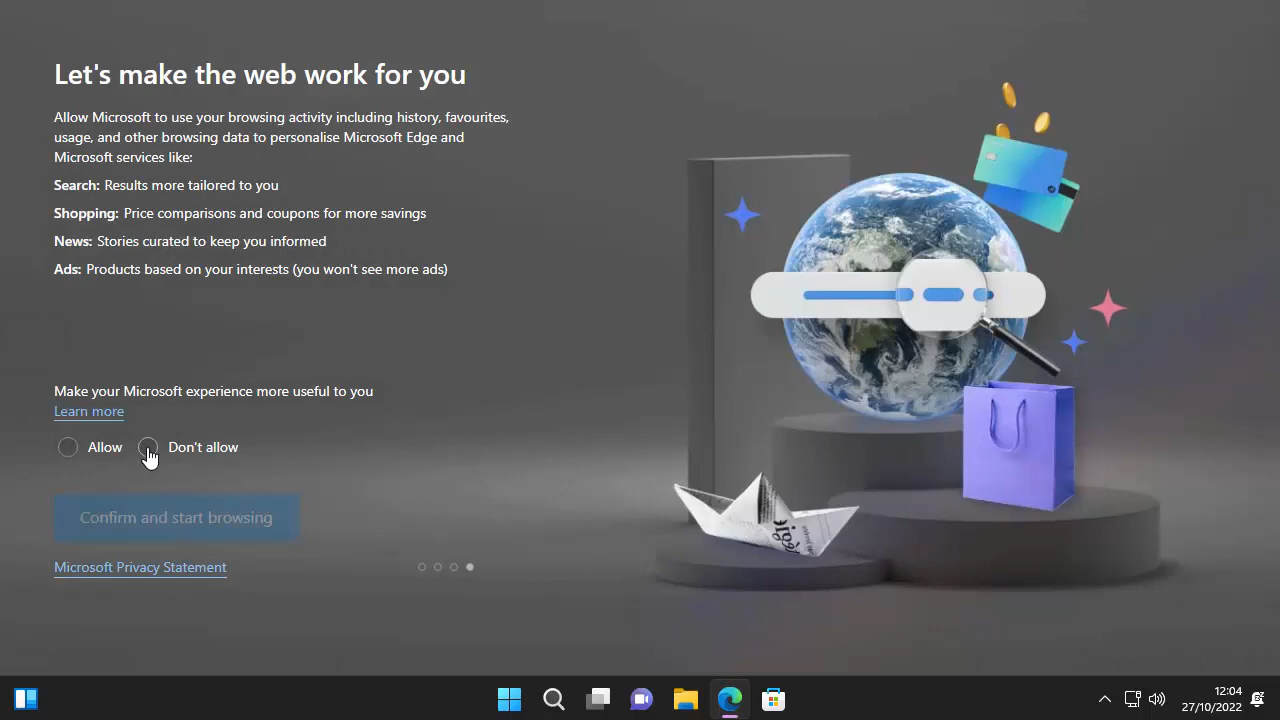 Let's make the web work for you
Allow Microsoft to use your browsing activity including history, favourites,
usage, and other browsing data to personalise Microsoft Edge and
Microsoft services like:
Search: Results more tailored to you
Shopping: Price comparisons and coupons for more savings
News: Stories curated to keep you informed
Ads: Products based on your interests (you won't see more ads)
Make your Microsoft experience more useful to you
Learn more
Allow
Don't allow
Confirm and start browsing
Microsoft Privacy Statement
12:04
27/10/2022